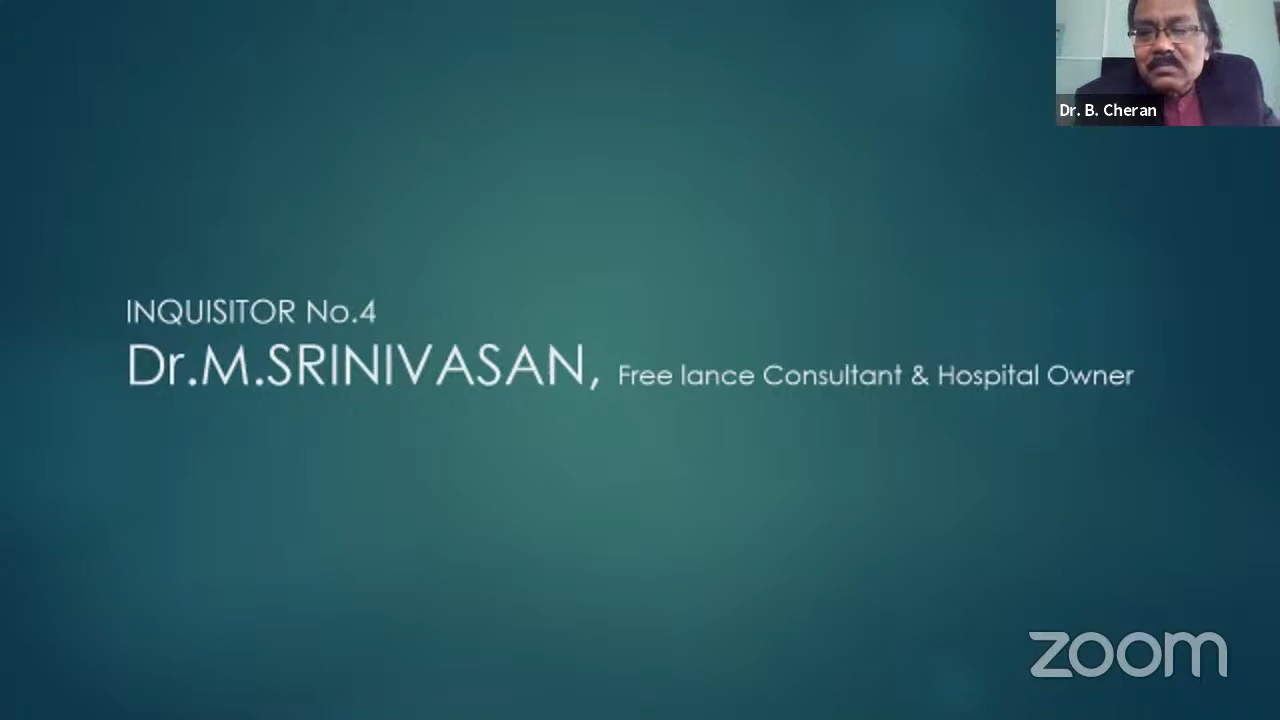 Dr. B. Cheran
INQUISITOR No.4
Dr.M.SRINIVASAN, Free lance Consultant & Hospital Owner
zoom